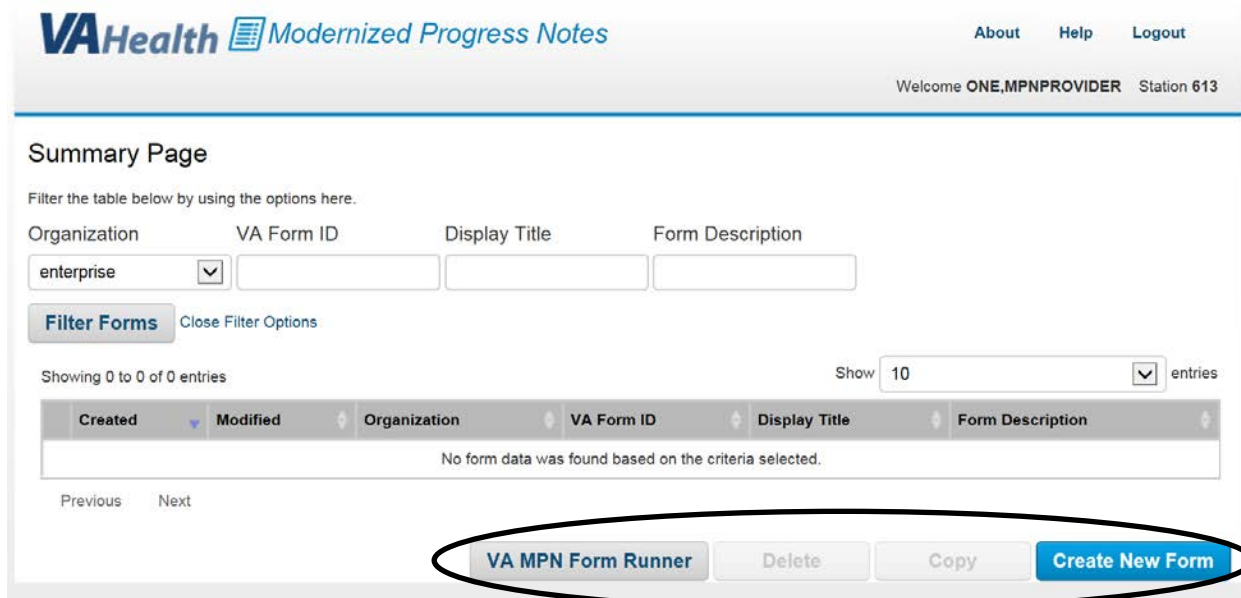 VA Health Modernized Progress Notes
About Help Logout
Welcome ONE,MPNPROVIDER Station 613
Summary Page
Filter the table below by using the options here.
Organization VA Form ID Display Title Form Description
enterprise
Filter Forms Close Filter Options
Showing 0 to 0 of 0 entries Show 10 entries
Created Modified Organization VA Form ID Display Title Form Description
No form data was found based on the criteria selected.
Previous Next
VA MPN Form Runner Delete Copy Create New Form